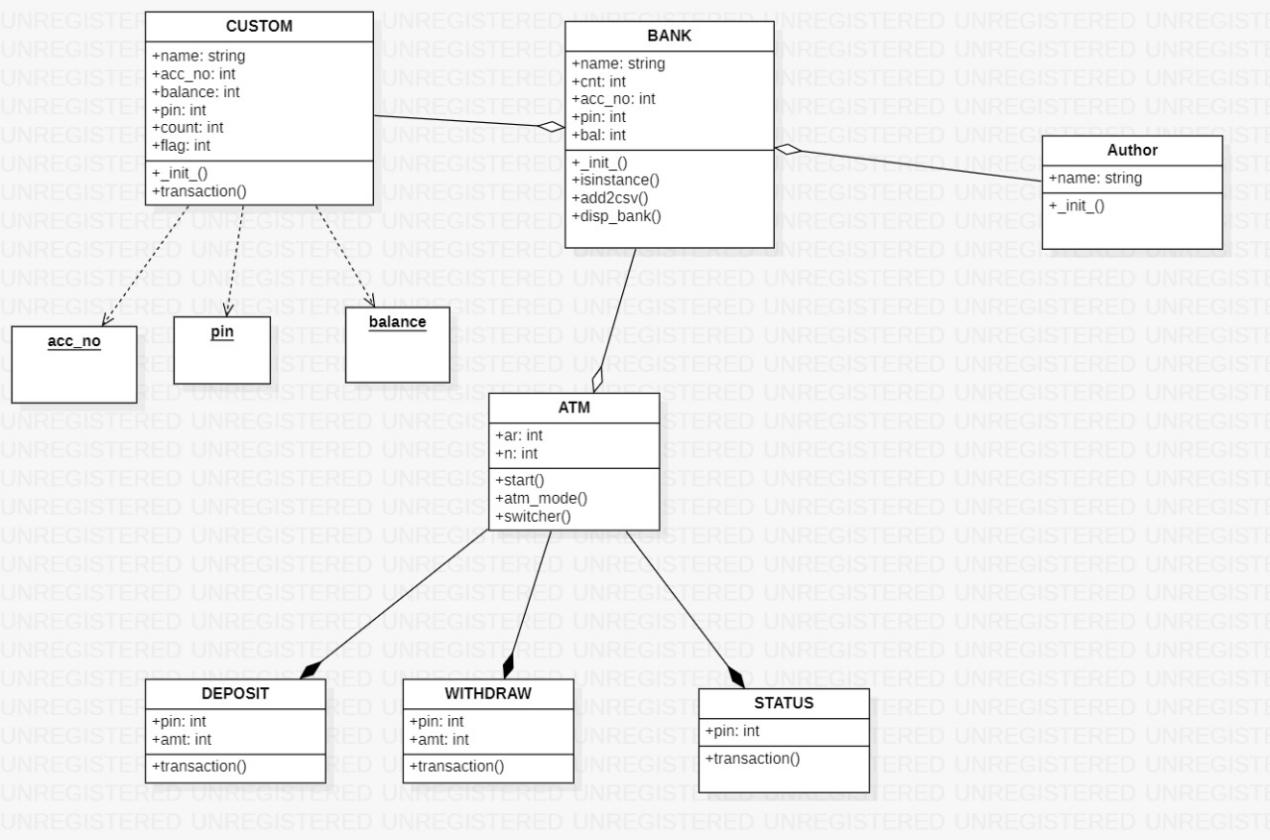 CUSTOM
+name: string
+acc_no: int
+balance: int
+pin: int
+count: int
+flag: int
+_init_()
+transaction()
BANK
+name: string
+cnt: int
+acc_no: int
+pin: int
+bal: int
+_init_()
+isinstance()
+add2csv()
+disp_bank()
Author
+name: string
+_init_()
acc_no
pin
balance
ATM
+ar: int
+n: int
+start()
+atm_mode()
+switcher()
DEPOSIT
+pin: int
+amt: int
+transaction()
WITHDRAW
+pin: int
+amt: int
+transaction()
STATUS
+pin: int
+transaction()
UNREGISTERED